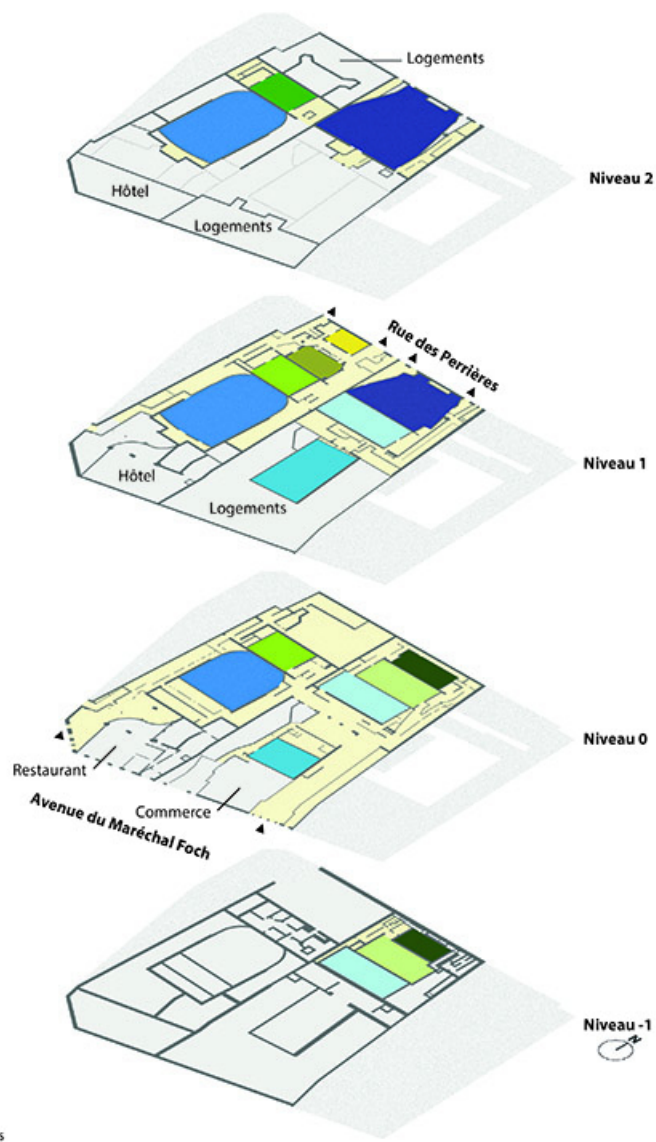 Logements
Niveau 2
Hôtel
Logements
Rue des Perrières
Niveau 1
Hôtel
Logements
Niveau 0
Restaurant
Commerce
Avenue du Maréchal Foch
Niveau -1
N
s